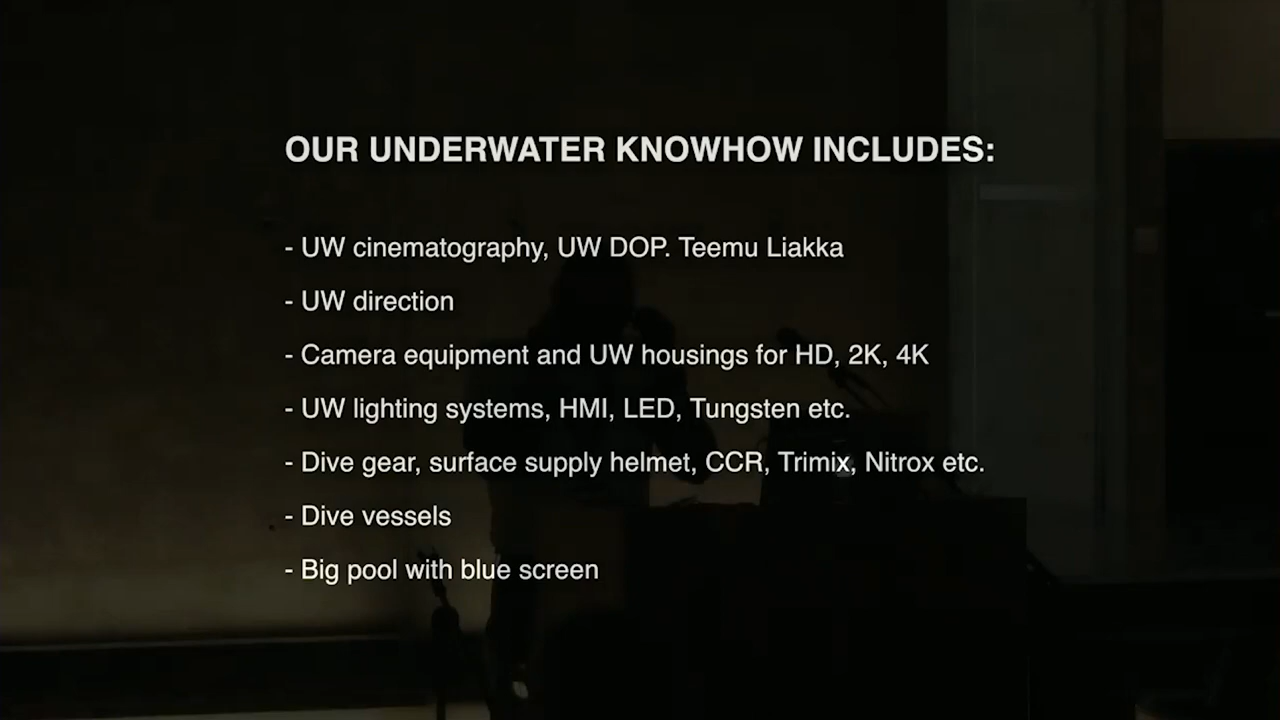 OUR UNDERWATER KNOWHOW INCLUDES:
- UW cinematography, UW DOP. Teemu Liakka
- UW direction
- Camera equipment and UW housings for HD, 2K, 4K
- UW lighting systems, HMI, LED, Tungsten etc.
- Dive gear, surface supply helmet, CCR, Trimix, Nitrox etc.
- Dive vessels
- Big pool with blue screen